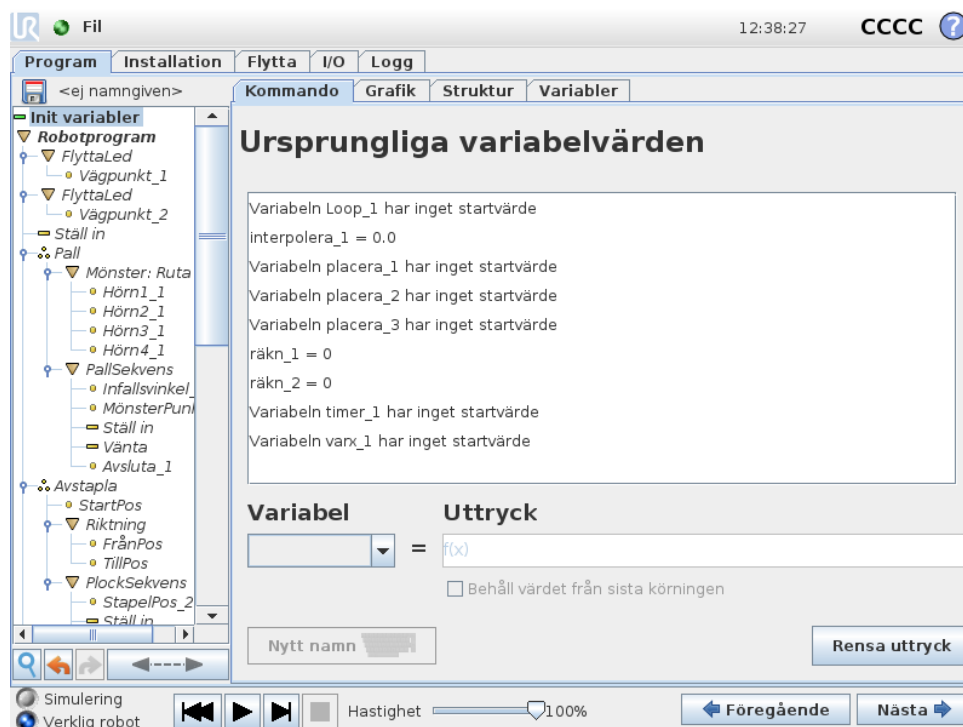 UR Fil 12:38:27 CCCC ?
Program Installation Flytta I/O Logg
<ej namngiven>
Kommando Grafik Struktur Variabler
Init variabler
Robotprogram
FlyttaLed
Vägpunkt_1
FlyttaLed
Vägpunkt_2
Ställ in
Pall
Mönster: Ruta
Hörn1_1
Hörn2_1
Hörn3_1
Hörn4_1
PallSekvens
Infallsvinkel_
MönsterPunl
Ställ in
Vänta
Avsluta_1
Avstapla
StartPos
Riktning
FrånPos
TillPos
PlockSekvens
StapelPos_2
Ställ in
Ursprungliga variabelvärden
Variabeln Loop_1 har inget startvärde
interpolera_1 = 0.0
Variabeln placera_1 har inget startvärde
Variabeln placera_2 har inget startvärde
Variabeln placera_3 har inget startvärde
räkn_1 = 0
räkn_2 = 0
Variabeln timer_1 har inget startvärde
Variabeln varx_1 har inget startvärde
Variabel Uttryck
= f(x)
Behåll värdet från sista körningen
Nytt namn
Rensa uttryck
Simulering
Verklig robot
Hastighet 100%
Föregående Nästa